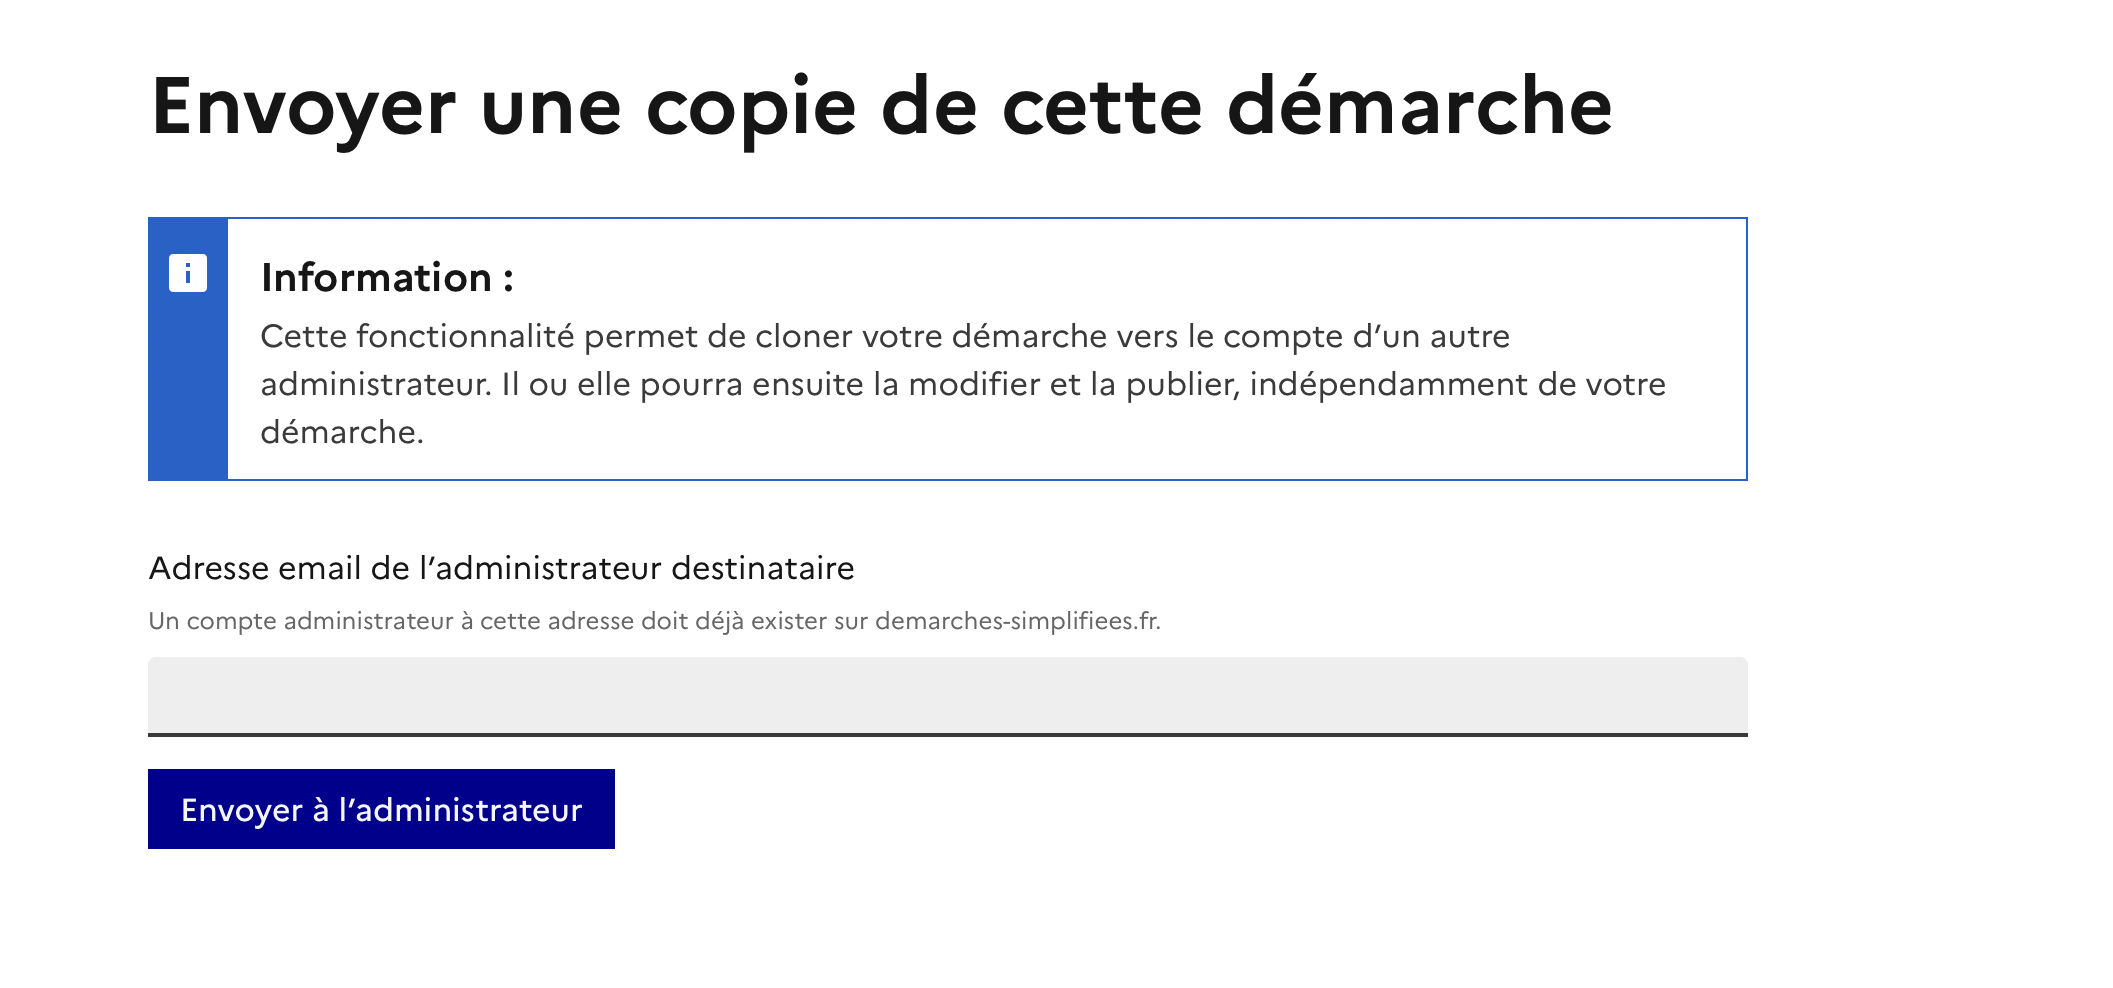 Envoyer une copie de cette démarche
Information :
Cette fonctionnalité permet de cloner votre démarche vers le compte d’un autre
administrateur. Il ou elle pourra ensuite la modifier et la publier, indépendamment de votre
démarche.
Adresse email de l’administrateur destinataire
Un compte administrateur à cette adresse doit déjà exister sur demarches-simplifiees.fr.
Envoyer à l’administrateur